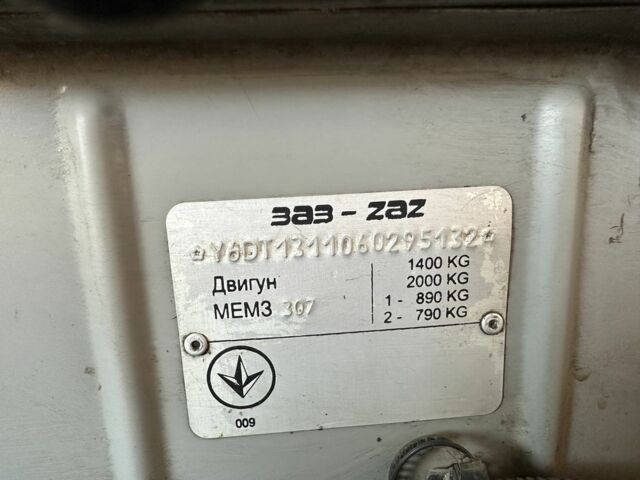 ЗАЗ - ZAZ
☆Y6DT1311060295132☆
Двигун
МЕМЗ 307
1400 KG
2000 KG
1 - 890 KG
2 - 790 KG
009